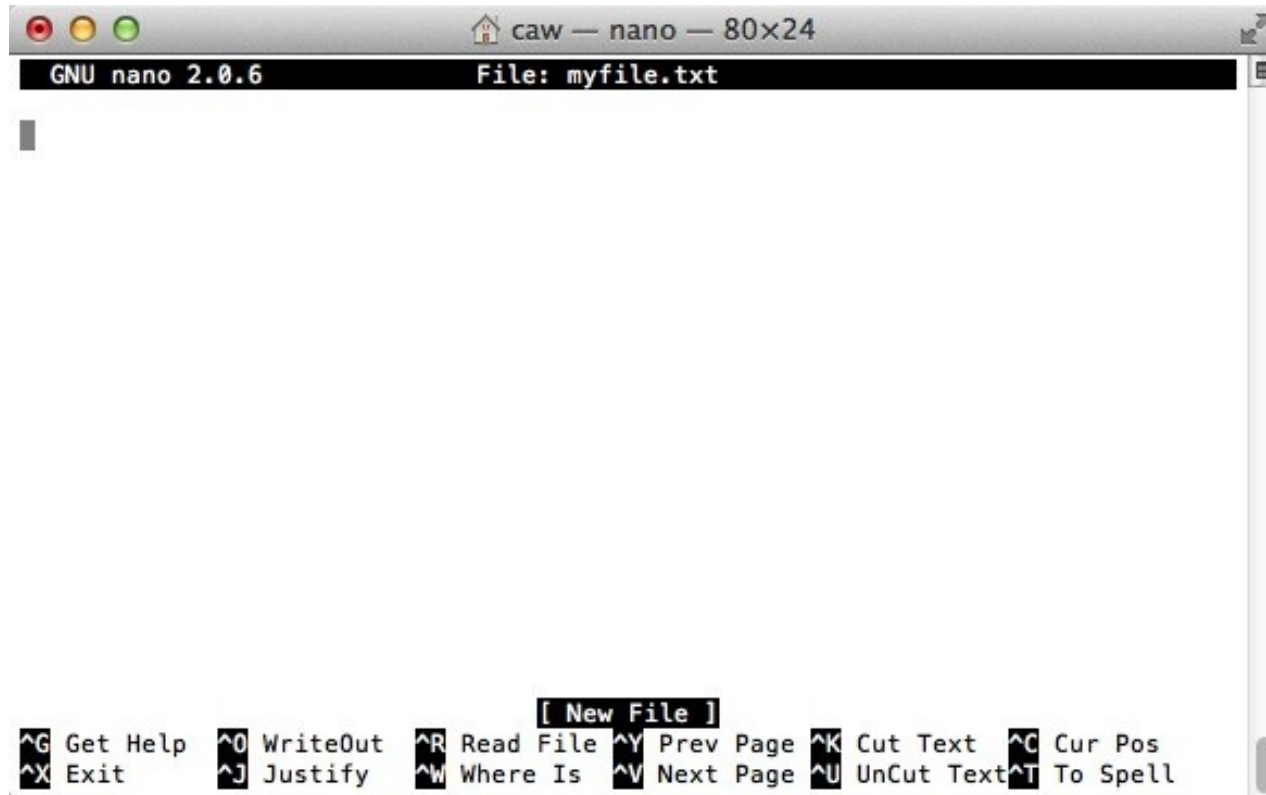 caw — nano — 80×24
GNU nano 2.0.6 File: myfile.txt
[ New File ]
^G Get Help ^O WriteOut ^R Read File ^Y Prev Page ^K Cut Text ^C Cur Pos
^X Exit ^J Justify ^W Where Is ^V Next Page ^U UnCut Text ^T To Spell